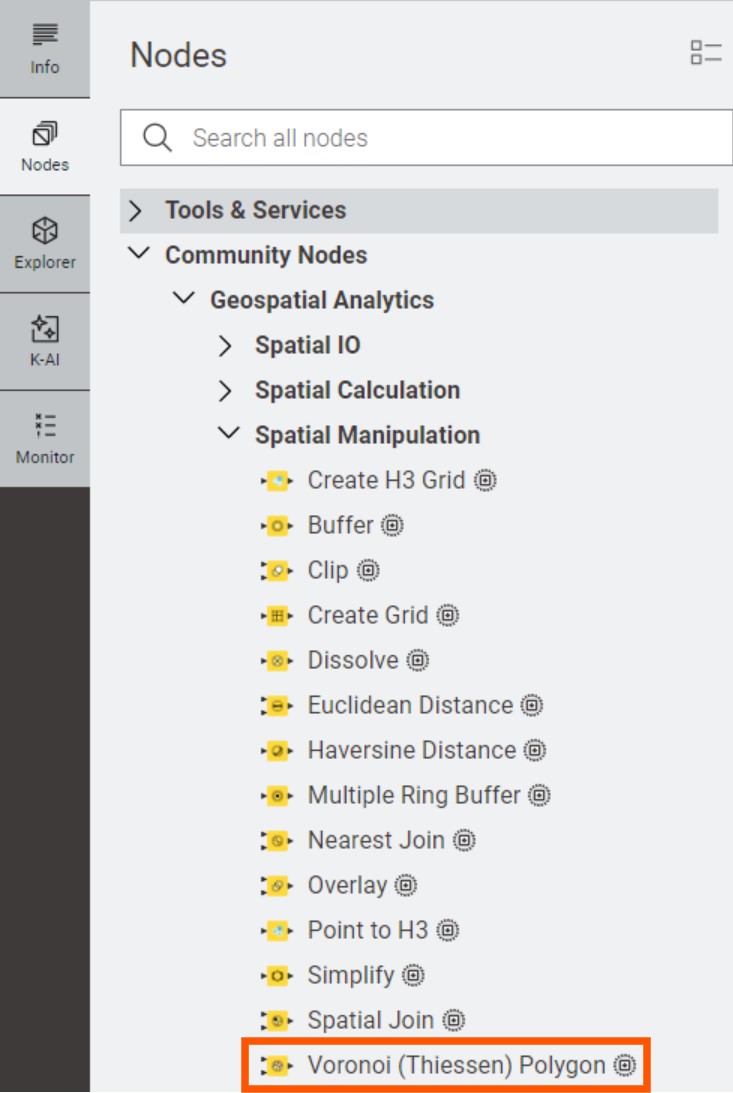 Info
Nodes
Nodes
Search all nodes
Explorer
K-AI
Monitor
Tools & Services
Community Nodes
Geospatial Analytics
Spatial IO
Spatial Calculation
Spatial Manipulation
Create H3 Grid
Buffer
Clip
Create Grid
Dissolve
Euclidean Distance
Haversine Distance
Multiple Ring Buffer
Nearest Join
Overlay
Point to H3
Simplify
Spatial Join
Voronoi (Thiessen) Polygon